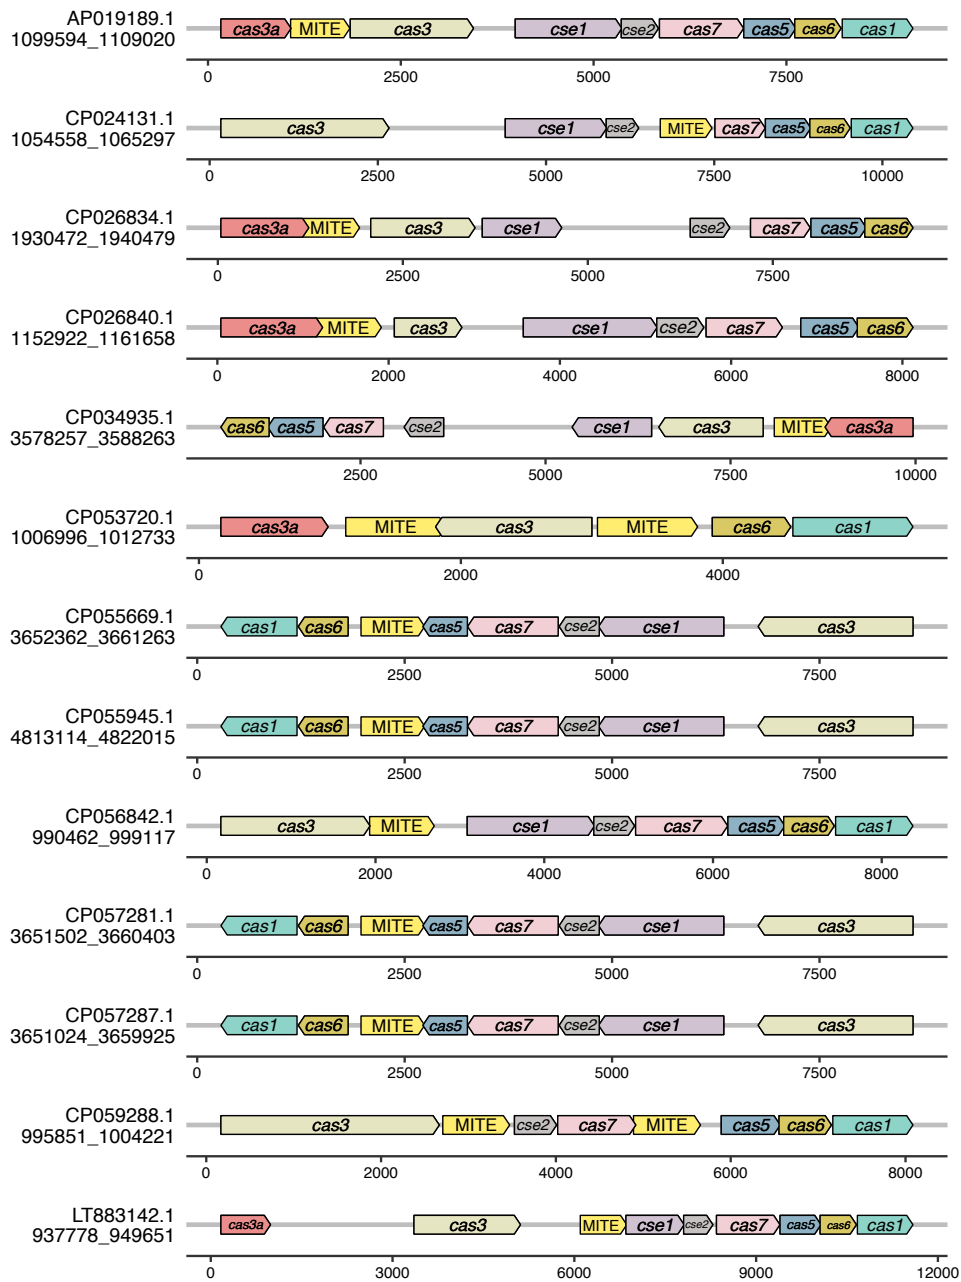 AP019189.1
1099594_1109020
cas3a MITE cas3 cse1 cse2 cas7 cas5 cas6 cas1
0 2500 5000 7500
CP024131.1
1054558_1065297
cas3 cse1 cse2 MITE cas7 cas5 cas6 cas1
0 2500 5000 7500 10000
CP026834.1
1930472_1940479
cas3a MITE cas3 cse1 cse2 cas7 cas5 cas6
0 2500 5000 7500
CP026840.1
1152922_1161658
cas3a MITE cas3 cse1 cse2 cas7 cas5 cas6
0 2000 4000 6000 8000
CP034935.1
3578257_3588263
cas6 cas5 cas7 cse2 cse1 cas3 MITE cas3a
2500 5000 7500 10000
CP053720.1
1006996_1012733
cas3a MITE cas3 MITE cas6 cas1
0 2000 4000
CP055669.1
3652362_3661263
cas1 cas6 MITE cas5 cas7 cse2 cse1 cas3
0 2500 5000 7500
CP055945.1
4813114_4822015
cas1 cas6 MITE cas5 cas7 cse2 cse1 cas3
0 2500 5000 7500
CP056842.1
990462_999117
cas3 MITE cse1 cse2 cas7 cas5 cas6 cas1
0 2000 4000 6000 8000
CP057281.1
3651502_3660403
cas1 cas6 MITE cas5 cas7 cse2 cse1 cas3
0 2500 5000 7500
CP057287.1
3651024_3659925
cas1 cas6 MITE cas5 cas7 cse2 cse1 cas3
0 2500 5000 7500
CP059288.1
995851_1004221
cas3 MITE cse2 cas7 MITE cas5 cas6 cas1
0 2000 4000 6000 8000
LT883142.1
937778_949651
cas3a cas3 MITE cse1 cse2 cas7 cas5 cas6 cas1
0 3000 6000 9000 12000